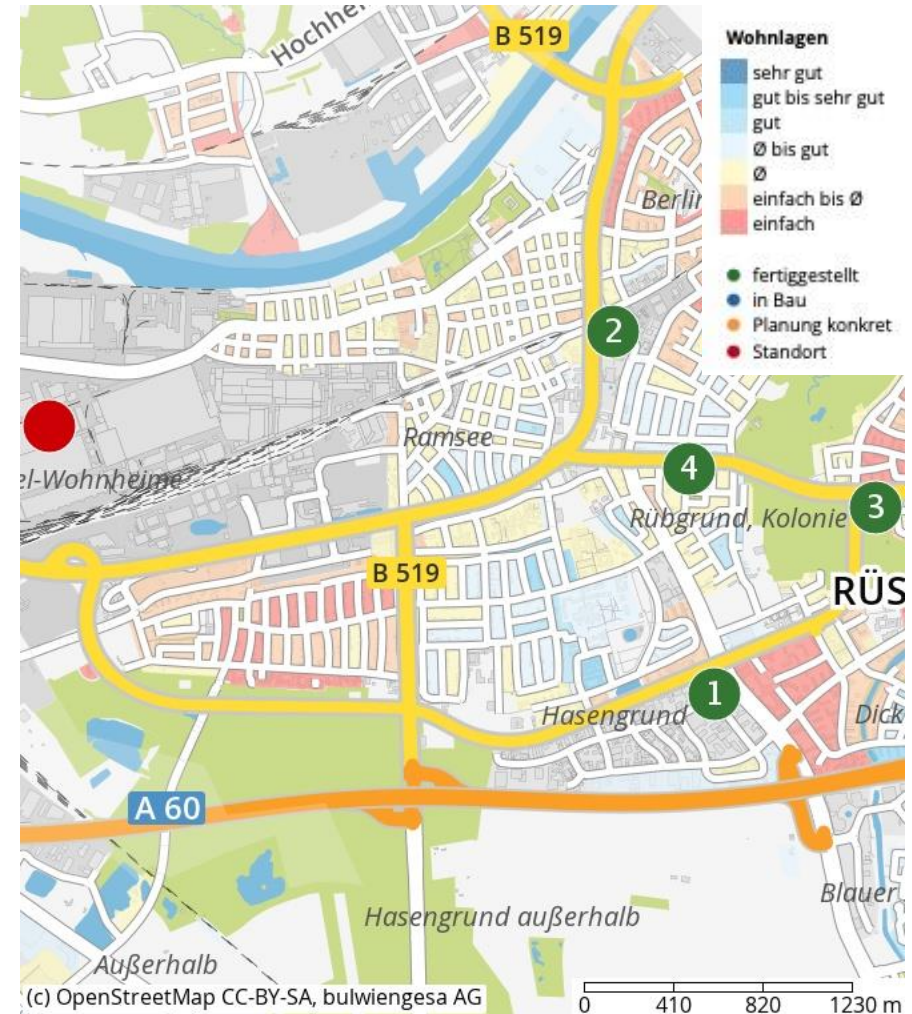 Hochhe
B 519
Wohnlagen
sehr gut
gut bis sehr gut
gut
Ø bis gut
Ø
einfach bis Ø
einfach
Berlin
fertiggestellt
in Bau
Planung konkret
Standort
2
Ramsee
el-Wohnheime
4
3
Rübgrund, Kolonie
B 519
RÜS
1
Hasengrund
Dick
A 60
Blauer
Hasengrund außerhalb
Außerhalb
(c) OpenStreetMap CC-BY-SA, bulwiengesa AG
0 410 820 1230 m